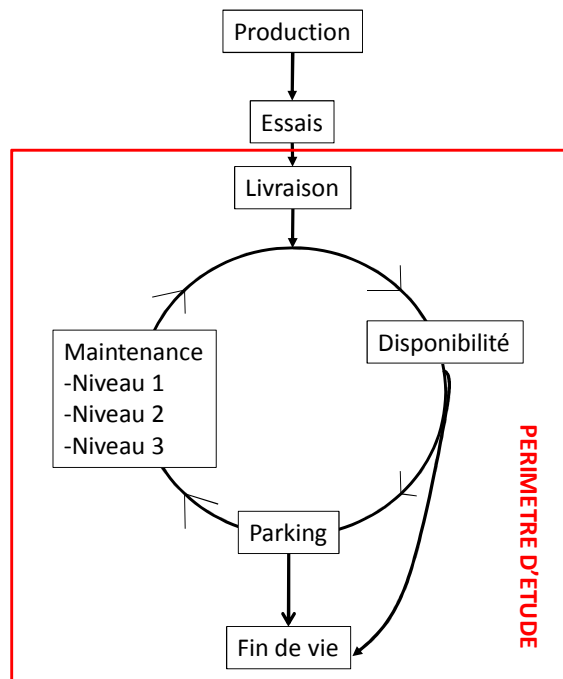 Production
Essais
Livraison
Disponibilité
Maintenance
-Niveau 1
-Niveau 2
-Niveau 3
Parking
Fin de vie
PERIMETRE D'ETUDE